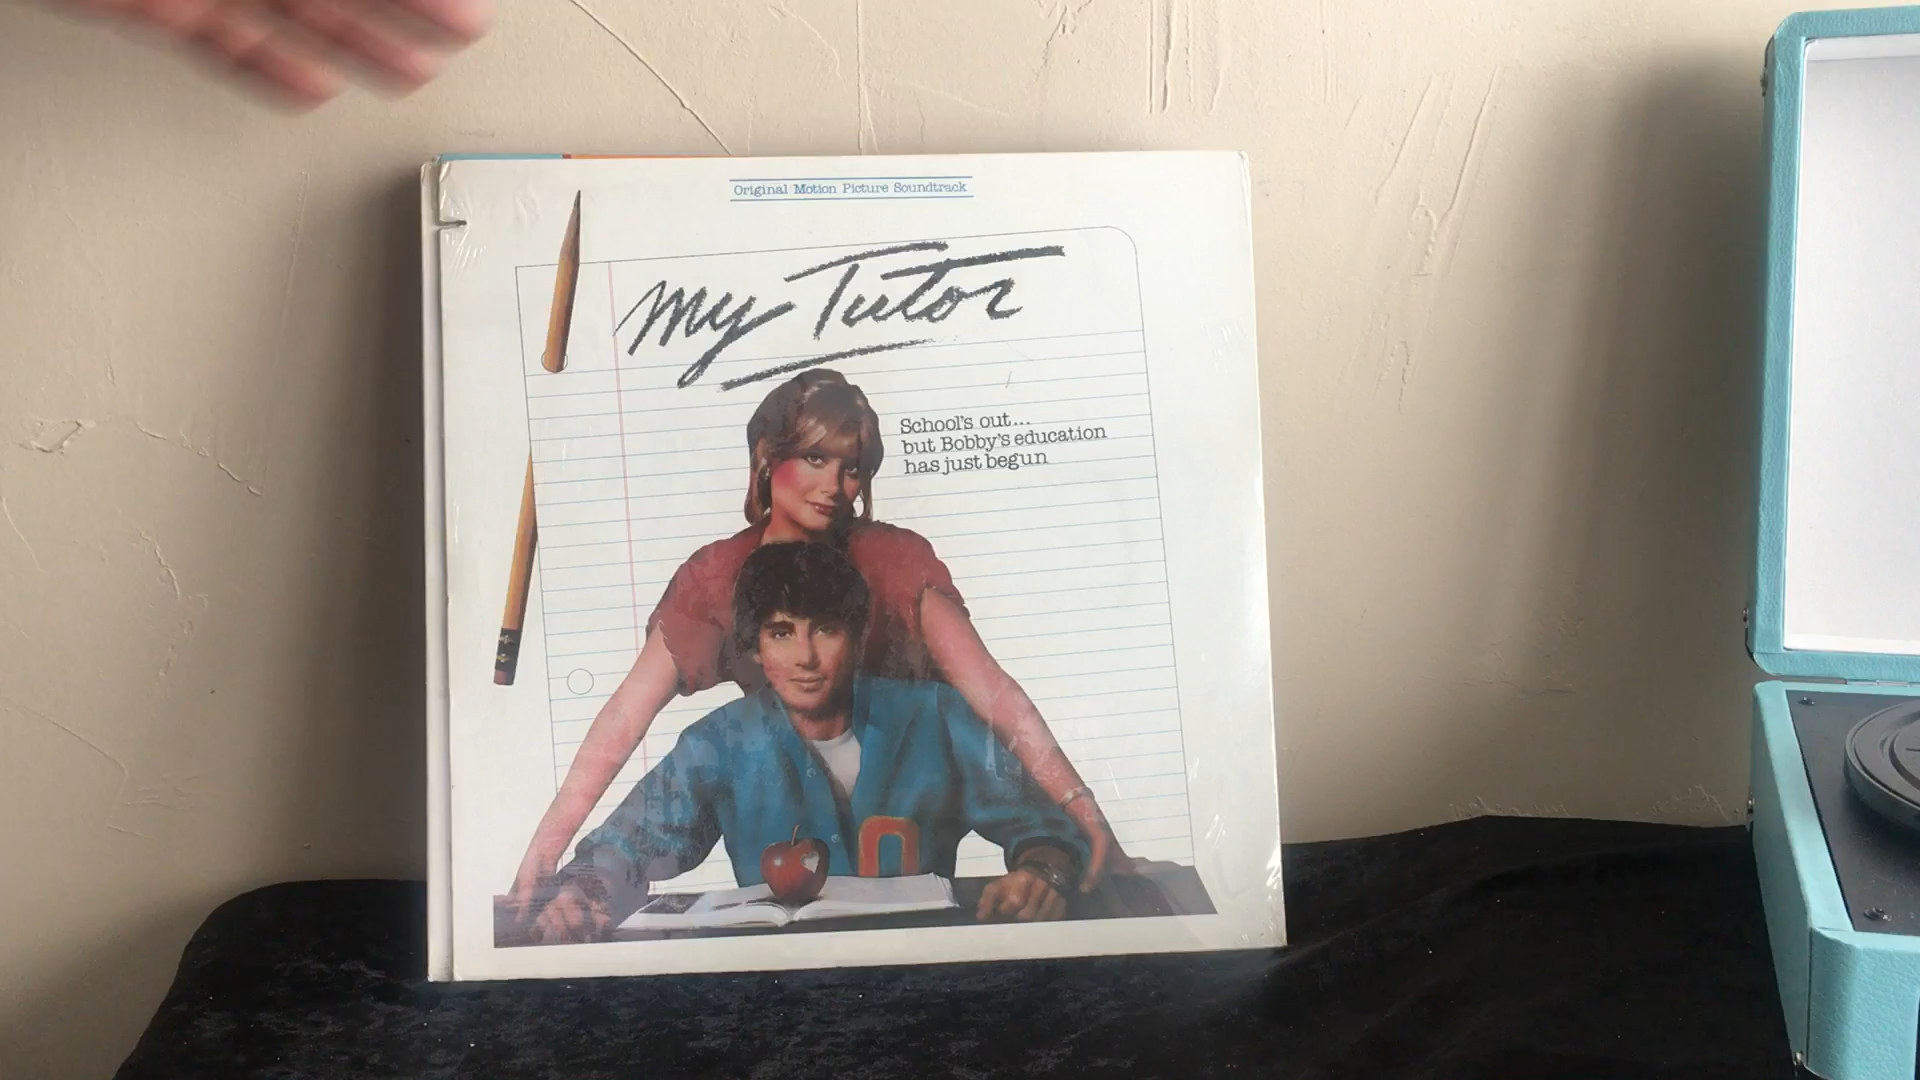 Original Motion Picture Soundtrack
My Tutor
School's out...
but Bobby's education
has just begun
O